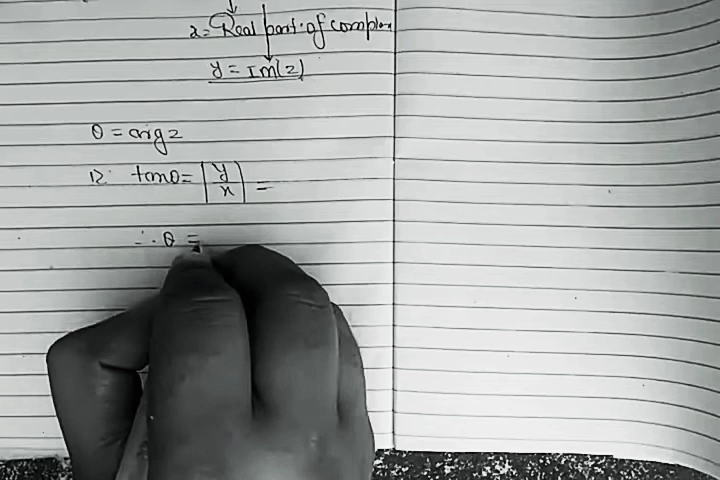 x = Real part of complex
y = Im(z)
θ = arg z
tanθ = |y/x| =
∴ θ =